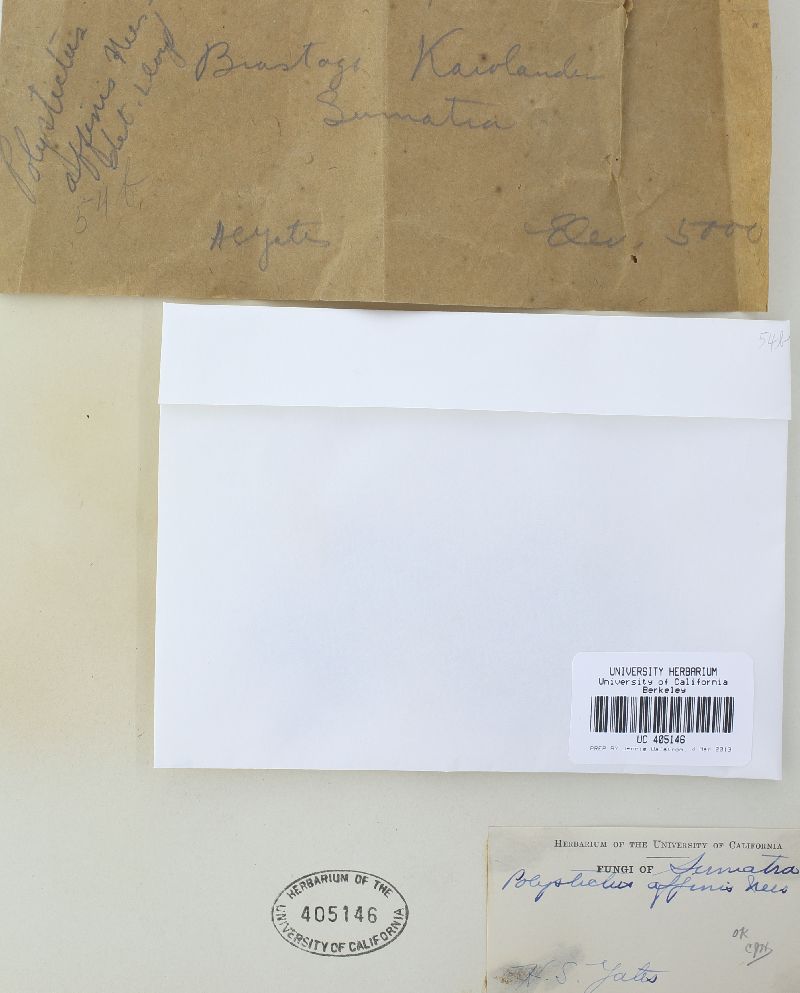 Polystictus
affinis Nees
det. Lloyd
54b
Brastagi Karolanden
Sumatra
HSYates
Elev. 5000
54b
UNIVERSITY HERBARIUM
University of California
Berkeley
UC 405146
HERBARIUM OF THE
405146
UNIVERSITY OF CALIFORNIA
HERBARIUM OF THE UNIVERSITY OF CALIFORNIA
FUNGI OF Sumatra
Polystictus affinis Nees
OK
H. S. Yates